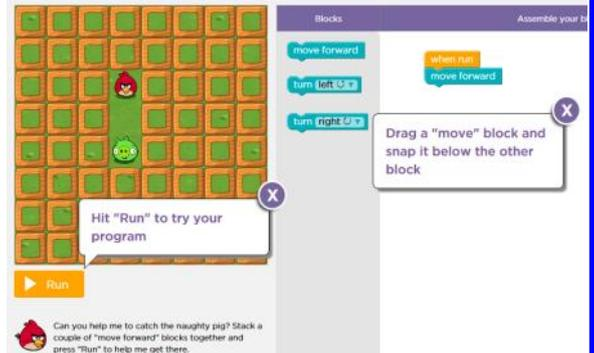 Blocks
Assemble your bl
move forward
turn left
turn right
when run
move forward
Drag a "move" block and
snap it below the other
block
X
Hit "Run" to try your
program
X
Run
Can you help me to catch the naughty pig? Stack a
couple of "move forward" blocks together and
press "Run" to help me get there.